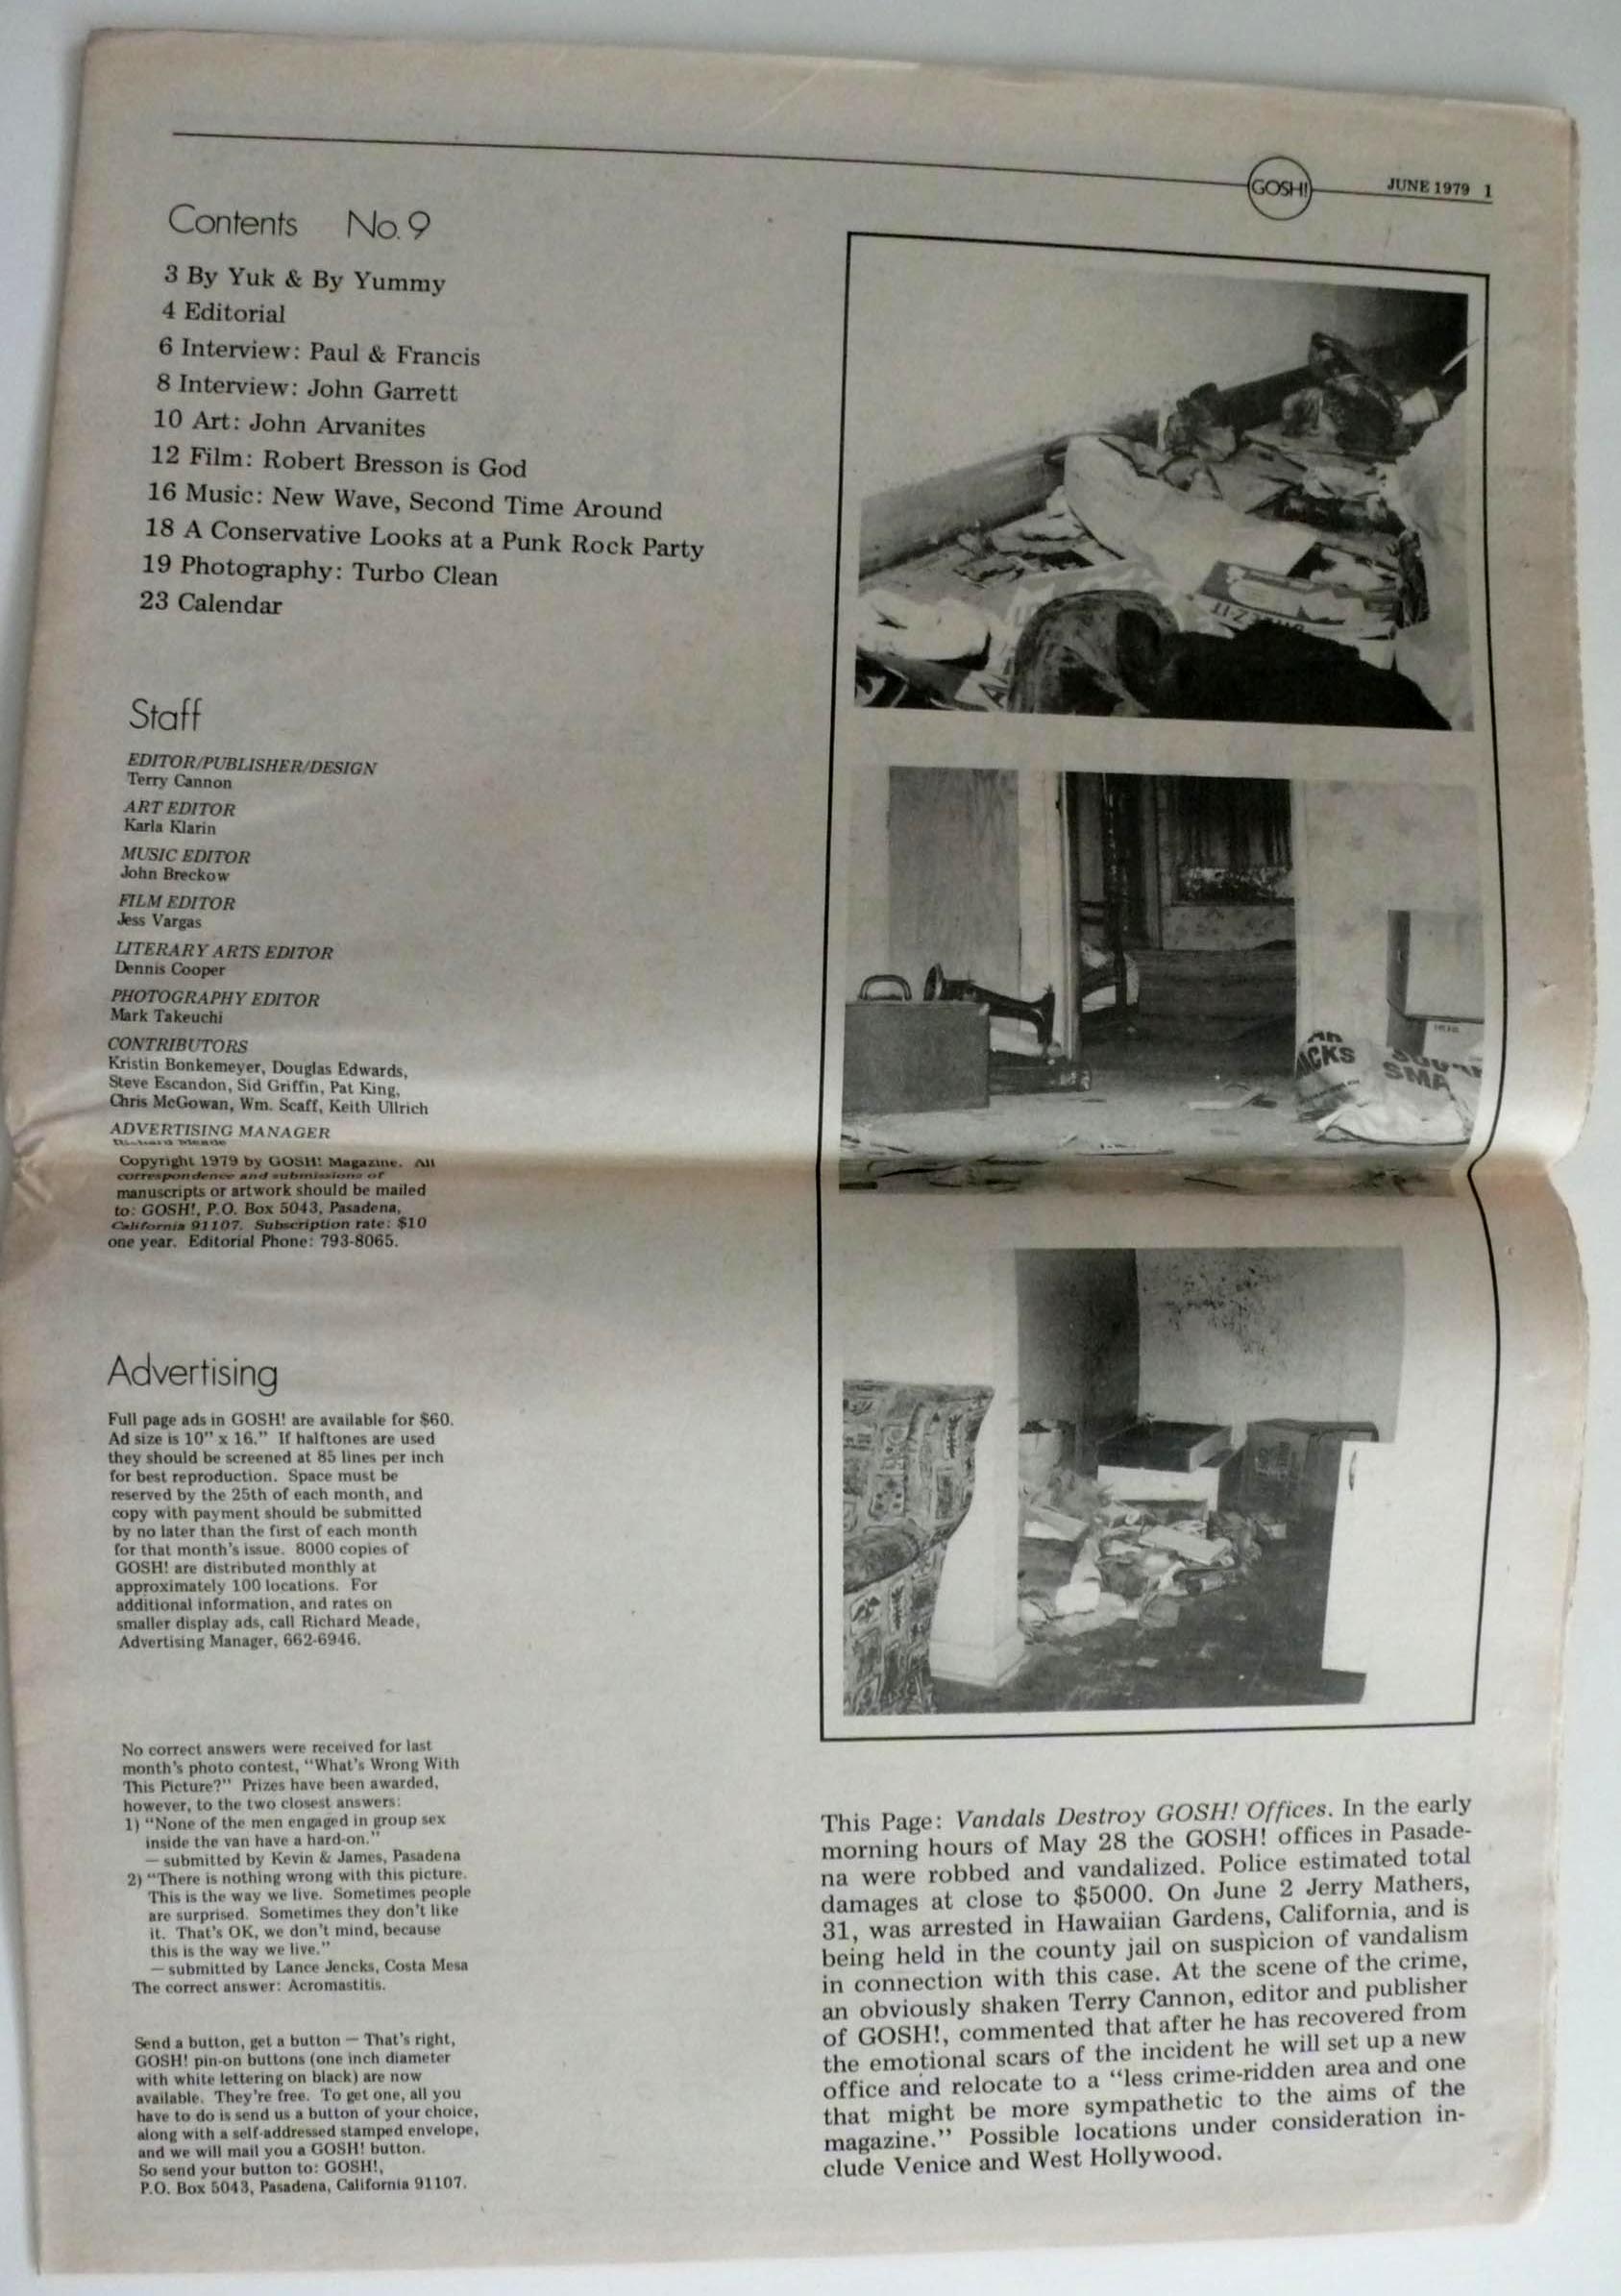 GOSH!
JUNE 1979 1
Contents No. 9
3 By Yuk & By Yummy
4 Editorial
6 Interview: Paul & Francis
8 Interview: John Garrett
10 Art: John Arvanites
12 Film: Robert Bresson is God
16 Music: New Wave, Second Time Around
18 A Conservative Looks at a Punk Rock Party
19 Photography: Turbo Clean
23 Calendar
Staff
EDITOR/PUBLISHER/DESIGN
Terry Cannon
ART EDITOR
Karla Klarin
MUSIC EDITOR
John Breckow
FILM EDITOR
Jess Vargas
LITERARY ARTS EDITOR
Dennis Cooper
PHOTOGRAPHY EDITOR
Mark Takeuchi
CONTRIBUTORS
Kristin Bonkemeyer, Douglas Edwards,
Steve Escandon, Sid Griffin, Pat King,
Chris McGowan, Wm. Scaff, Keith Ullrich
ADVERTISING MANAGER
Richard Meade
Copyright 1979 by GOSH! Magazine. All
correspondence and submissions of
manuscripts or artwork should be mailed
to: GOSH!, P.O. Box 5043, Pasadena,
California 91107. Subscription rate: $10
one year. Editorial Phone: 793-8065.
Advertising
Full page ads in GOSH! are available for $60.
Ad size is 10" x 16." If halftones are used
they should be screened at 85 lines per inch
for best reproduction. Space must be
reserved by the 25th of each month, and
copy with payment should be submitted
by no later than the first of each month
for that month's issue. 8000 copies of
GOSH! are distributed monthly at
approximately 100 locations. For
additional information, and rates on
smaller display ads, call Richard Meade,
Advertising Manager, 662-6946.
No correct answers were received for last
month's photo contest, "What's Wrong With
This Picture?" Prizes have been awarded,
however, to the two closest answers:
1) "None of the men engaged in group sex
inside the van have a hard-on."
— submitted by Kevin & James, Pasadena
2) "There is nothing wrong with this picture.
This is the way we live. Sometimes people
are surprised. Sometimes they don't like
it. That's OK, we don't mind, because
this is the way we live."
— submitted by Lance Jencks, Costa Mesa
The correct answer: Acromastitis.
Send a button, get a button — That's right,
GOSH! pin-on buttons (one inch diameter
with white lettering on black) are now
available. They're free. To get one, all you
have to do is send us a button of your choice,
along with a self-addressed stamped envelope,
and we will mail you a GOSH! button.
So send your button to: GOSH!,
P.O. Box 5043, Pasadena, California 91107.
ACKS
SMA
This Page: Vandals Destroy GOSH! Offices. In the early
morning hours of May 28 the GOSH! offices in Pasade-
na were robbed and vandalized. Police estimated total
damages at close to $5000. On June 2 Jerry Mathers,
31, was arrested in Hawaiian Gardens, California, and is
being held in the county jail on suspicion of vandalism
in connection with this case. At the scene of the crime,
an obviously shaken Terry Cannon, editor and publisher
of GOSH!, commented that after he has recovered from
the emotional scars of the incident he will set up a new
office and relocate to a "less crime-ridden area and one
that might be more sympathetic to the aims of the
magazine." Possible locations under consideration in-
clude Venice and West Hollywood.